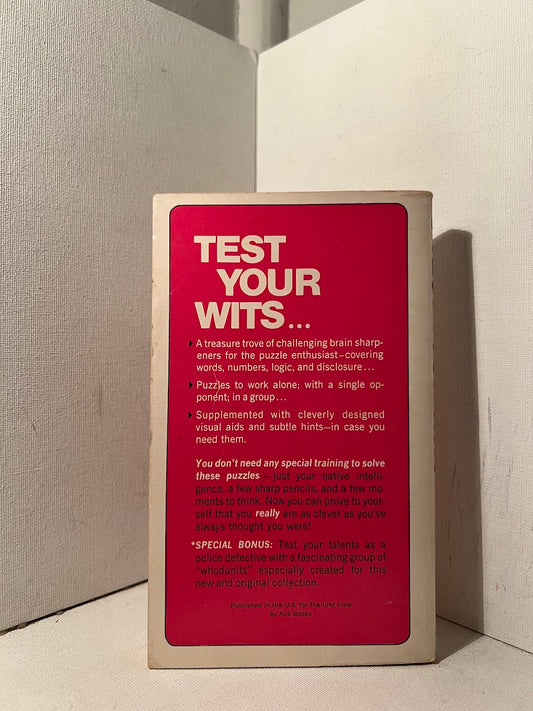 TEST
YOUR
WITS...
A treasure trove of challenging brain sharp-
eners for the puzzle enthusiast—covering
words, numbers, logic, and disclosure...
Puzzles to work alone; with a single op-
ponent; in a group...
Supplemented with cleverly designed
visual aids and subtle hints—in case you
need them.
You don't need any special training to solve
these puzzles—just your native intelli-
gence, a few sharp pencils, and a few mo-
ments to think. Now you can prove to your-
self that you really are as clever as you've
always thought you were!
*SPECIAL BONUS: Test your talents as a
police detective with a fascinating group of
"whodunits" especially created for this
new and original collection.
Published in the U.S. for the first time
by Ace Books